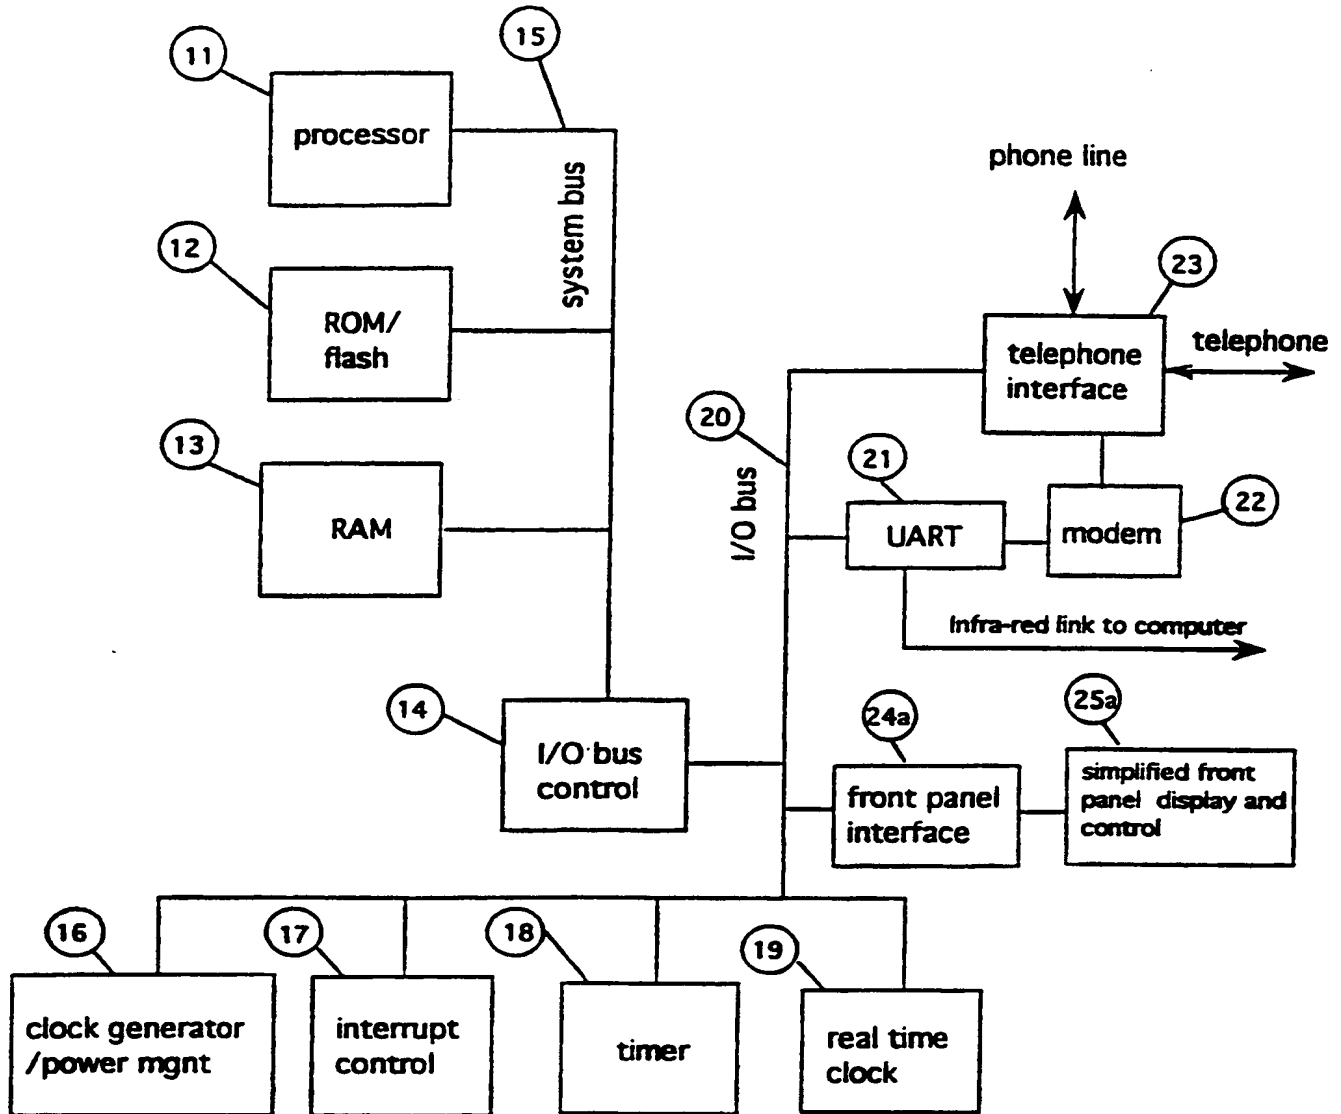 11
processor
15
system bus
12
ROM/
flash
13
RAM
14
I/O bus
control
phone line
23
telephone
interface
telephone
20
I/O bus
21
UART
22
modem
Infra-red link to computer
24a
front panel
interface
25a
simplified front
panel display and
control
16
clock generator
/power mgnt
17
interrupt
control
18
timer
19
real time
clock